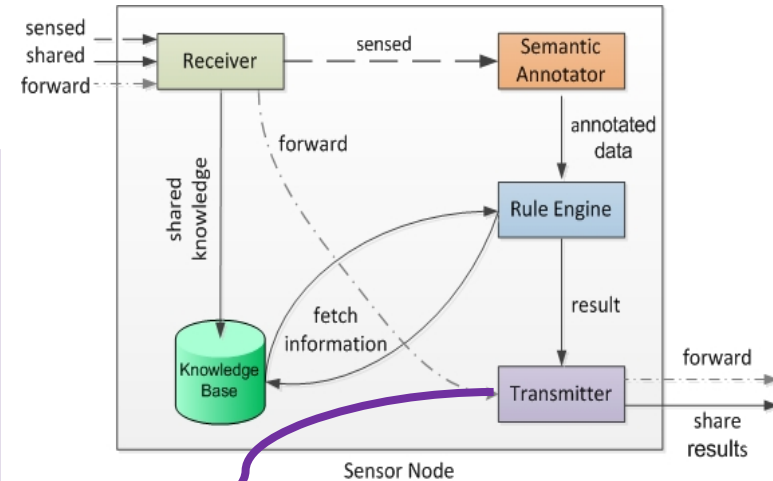 sensed
shared
forward
Receiver
sensed
Semantic
Annotator
forward
annotated
data
shared
knowledge
Rule Engine
fetch
information
result
Knowledge
Base
Transmitter
forward
share
results
Sensor Node